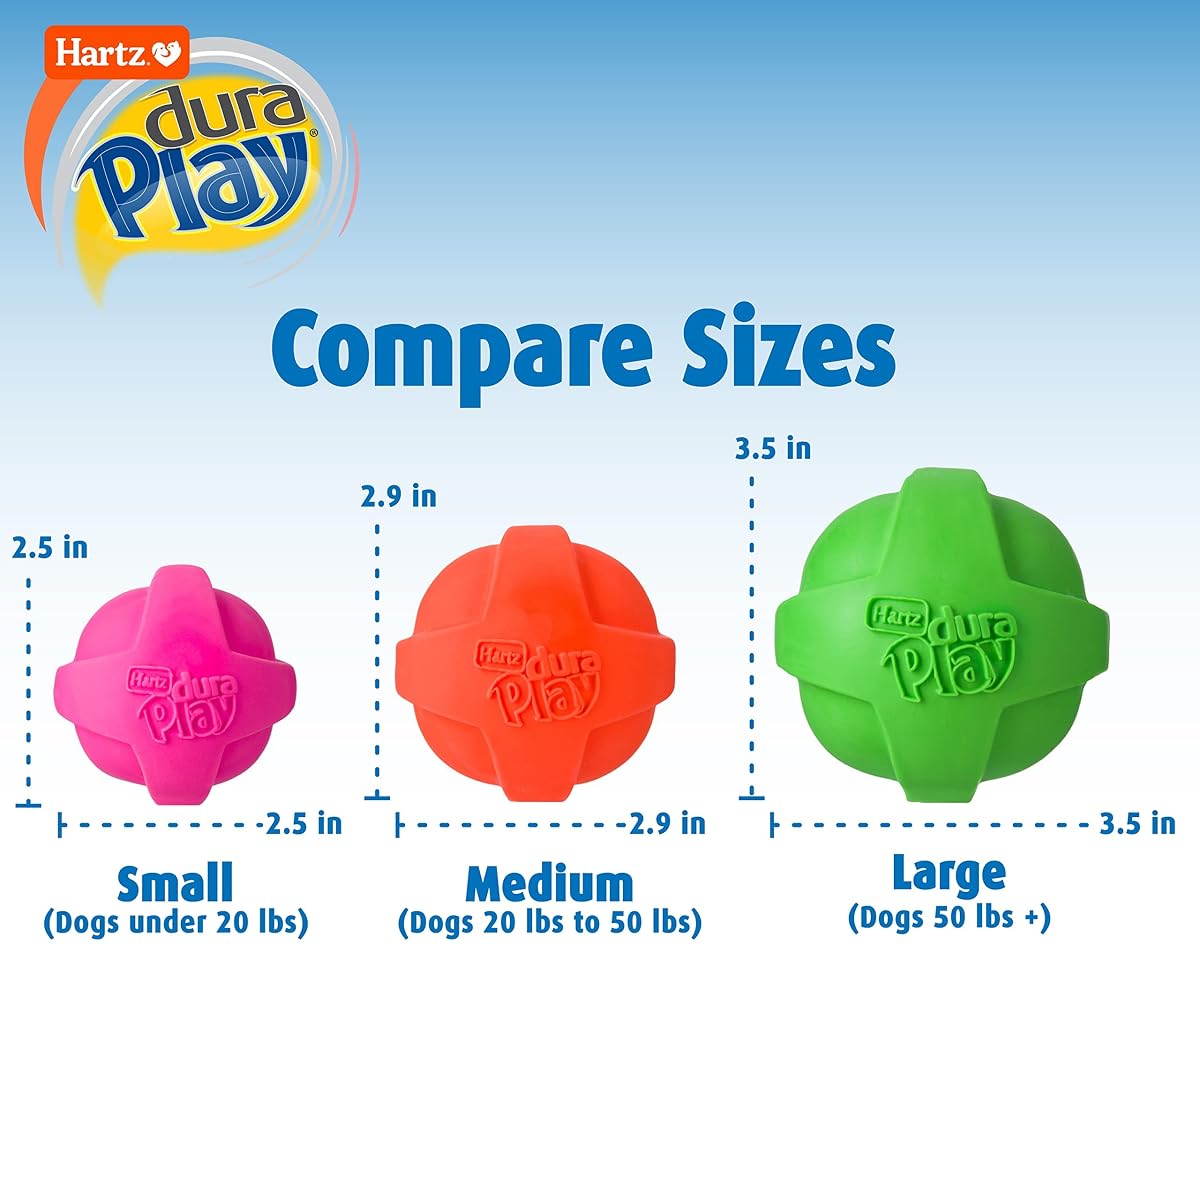 Hartz
dura
Play®
Compare Sizes
3.5 in
2.9 in
2.5 in
Hartz
dura
Play
Hartz
dura
Play
Hartz
dura
Play
2.5 in
2.9 in
3.5 in
Small
(Dogs under 20 lbs)
Medium
(Dogs 20 lbs to 50 lbs)
Large
(Dogs 50 lbs +)